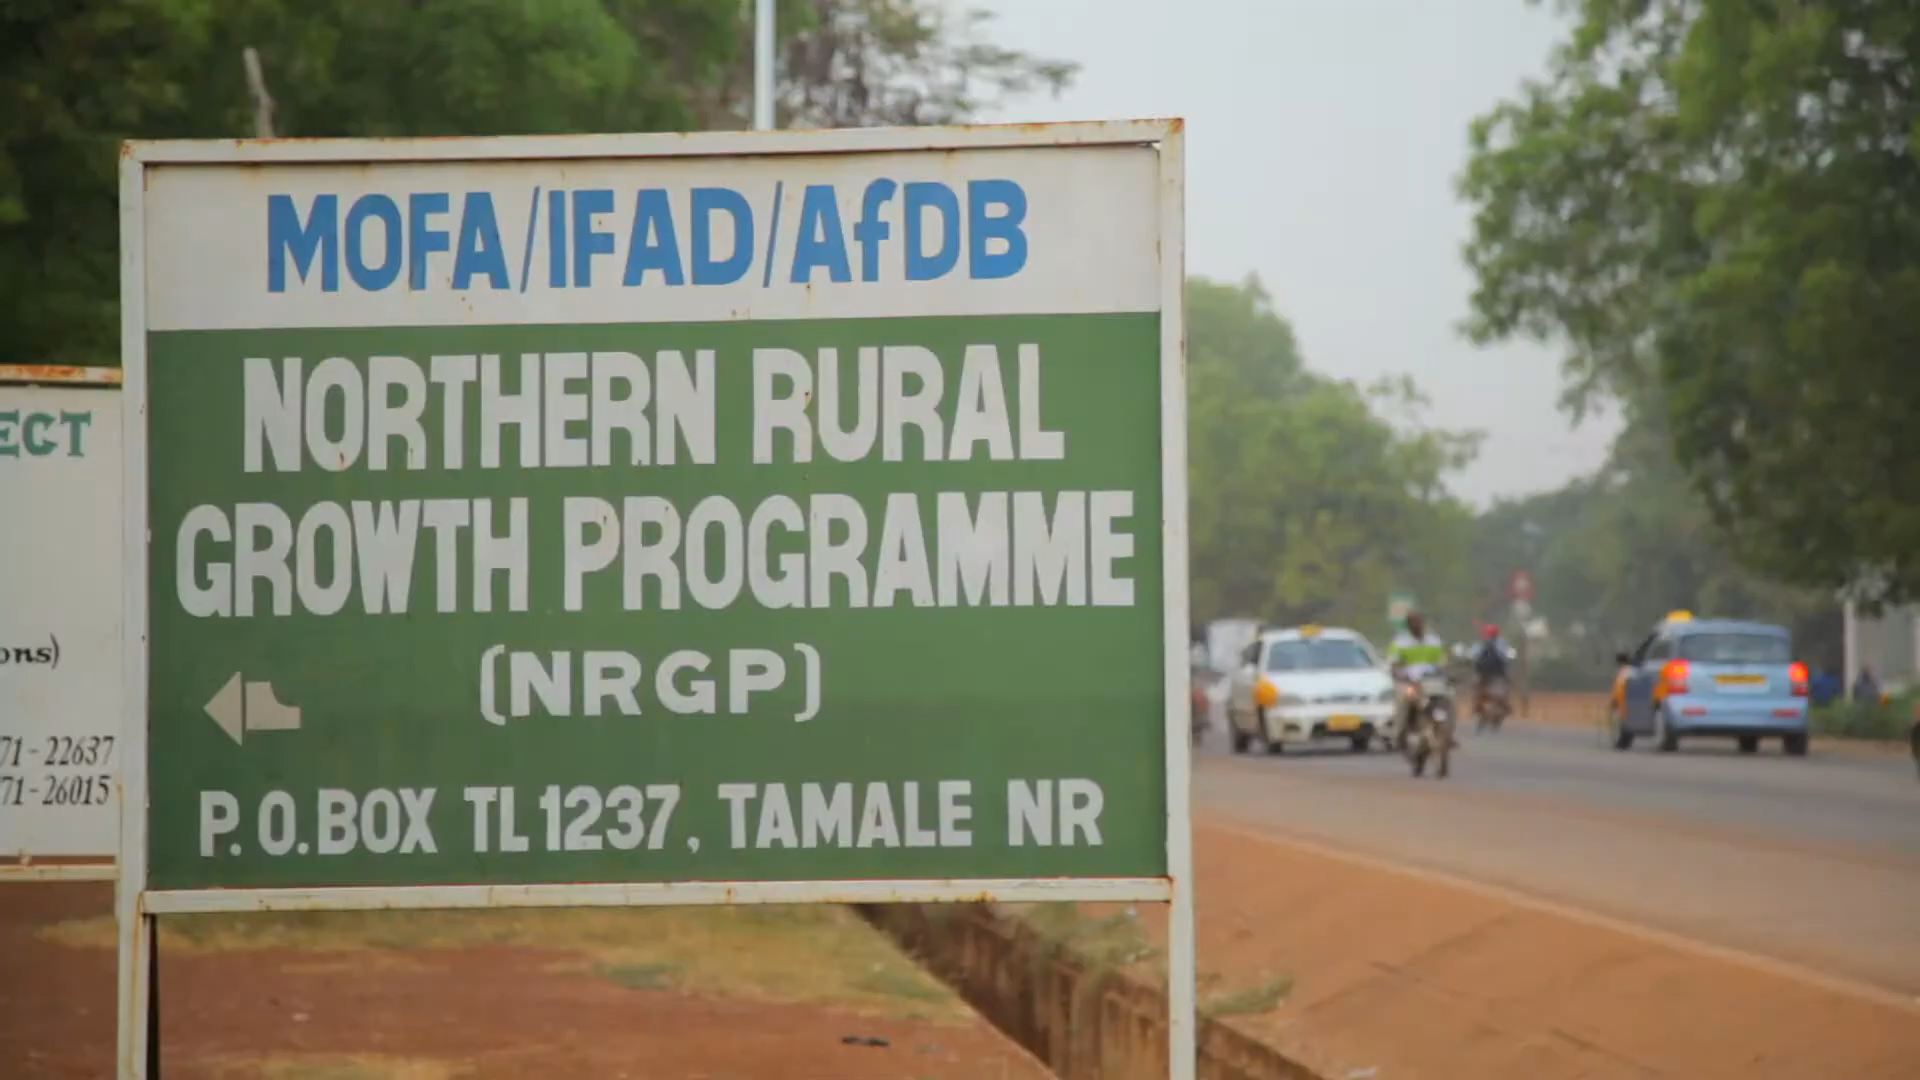 MOFA/IFAD/AfDB
NORTHERN RURAL
GROWTH PROGRAMME
(NRGP)
P.O.BOX TL1237, TAMALE NR
ECT
ons)
71-22637
71-26015